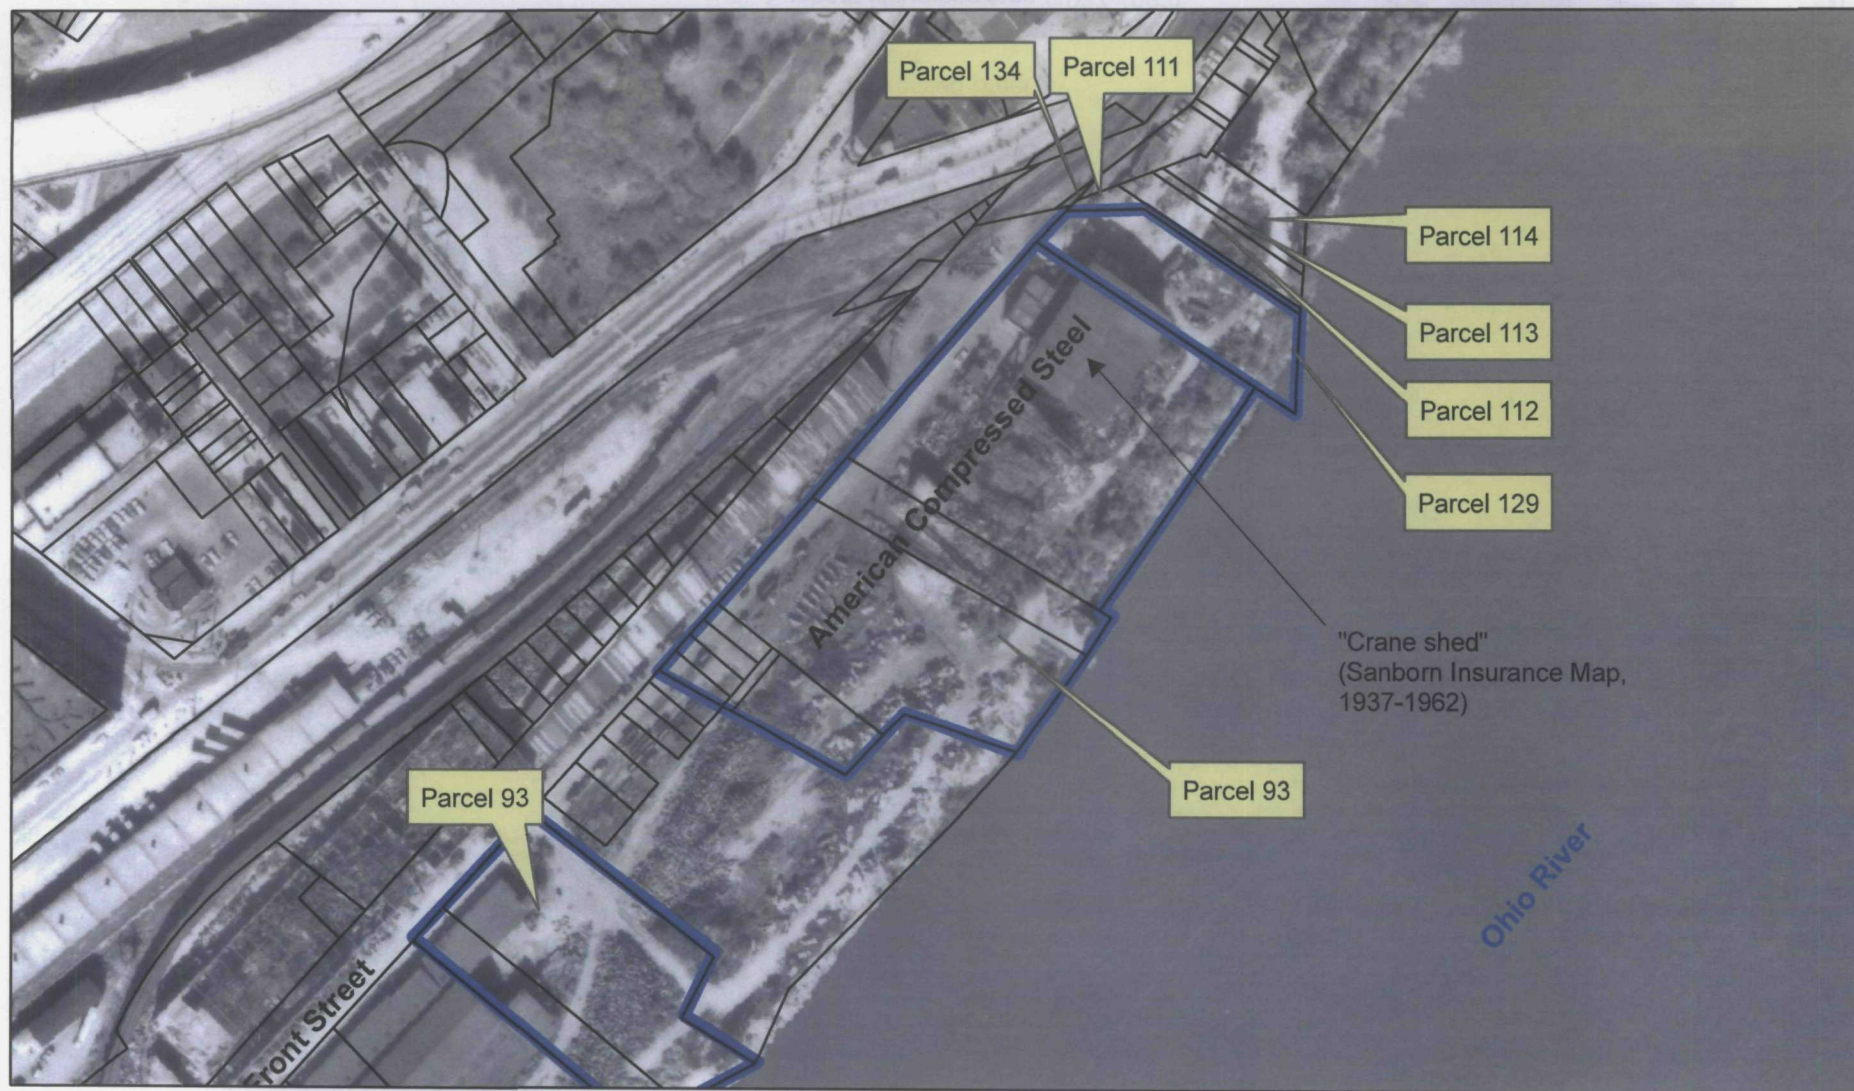 Parcel 134
Parcel 111
Parcel 114
Parcel 113
Parcel 112
Parcel 129
American Compressed Steel
"Crane shed"
(Sanborn Insurance Map,
1937-1962)
Parcel 93
Parcel 93
Ohio River
Front Street